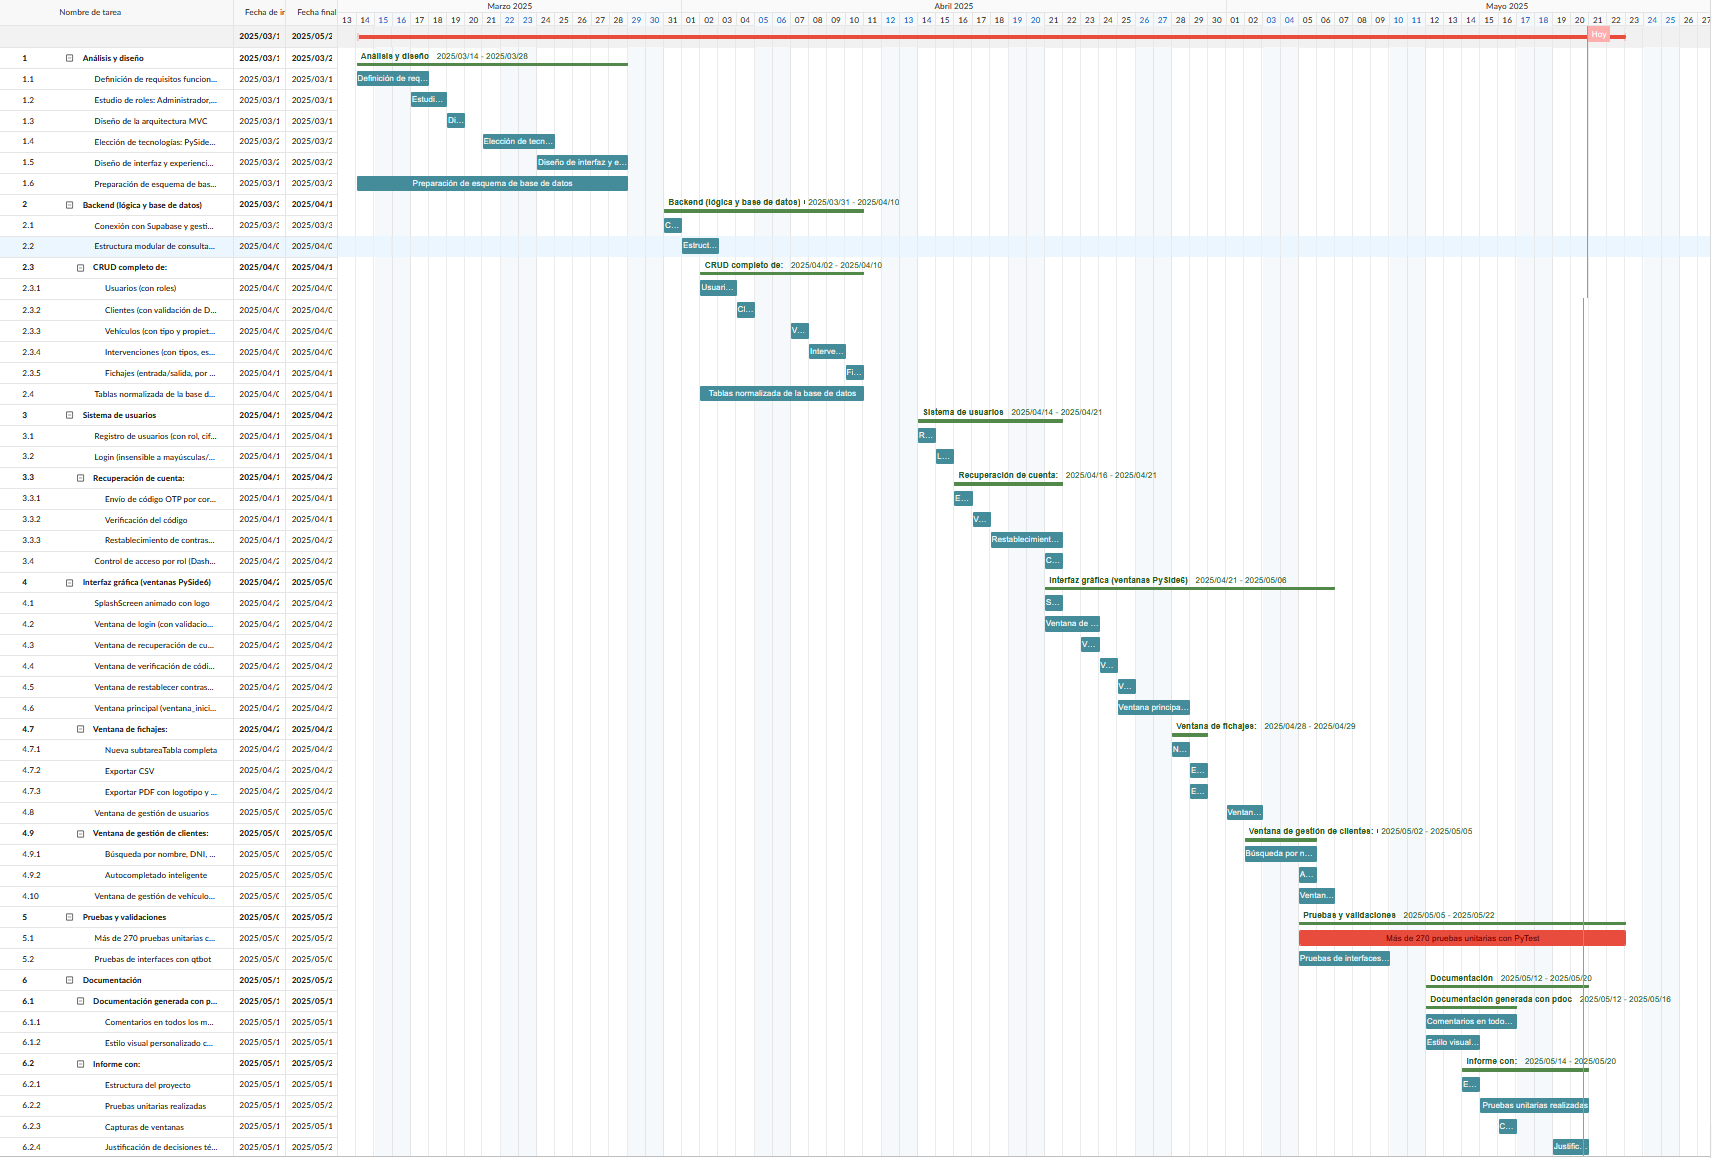 Nombre de tarea Fecha de ir Fecha final Marzo 2025 Abril 2025 Mayo 2025
13 14 15 16 17 18 19 20 21 22 23 24 25 26 27 28 29 30 31 01 02 03 04 05 06 07 08 09 10 11 12 13 14 15 16 17 18 19 20 21 22 23 24 25 26 27 28 29 30 01 02 03 04 05 06 07 08 09 10 11 12 13 14 15 16 17 18 19 20 21 22 23 24 25 26 27
2025/03/1 2025/05/2 Hoy
1 Análisis y diseño 2025/03/1 2025/03/2 Análisis y diseño 2025/03/14 - 2025/03/28
1.1 Definición de requisitos funcion... 2025/03/1 2025/03/1 Definición de req...
1.2 Estudio de roles: Administrador,... 2025/03/1 2025/03/1 Estudi...
1.3 Diseño de la arquitectura MVC 2025/03/1 2025/03/1 Di...
1.4 Elección de tecnologías: PySide... 2025/03/2 2025/03/2 Elección de tecn...
1.5 Diseño de interfaz y experienci... 2025/03/2 2025/03/2 Diseño de interfaz y e...
1.6 Preparación de esquema de bas... 2025/03/1 2025/03/2 Preparación de esquema de base de datos
2 Backend (lógica y base de datos) 2025/03/3 2025/04/1 Backend (lógica y base de datos) 2025/03/31 - 2025/04/10
2.1 Conexión con Supabase y gesti... 2025/03/3 2025/03/3 C...
2.2 Estructura modular de consulta... 2025/04/0 2025/04/0 Estruct...
2.3 CRUD completo de: 2025/04/0 2025/04/1 CRUD completo de: 2025/04/02 - 2025/04/10
2.3.1 Usuarios (con roles) 2025/04/0 2025/04/0 Usuari...
2.3.2 Clientes (con validación de D... 2025/04/0 2025/04/0 Cl...
2.3.3 Vehículos (con tipo y propiet... 2025/04/0 2025/04/0 V...
2.3.4 Intervenciones (con tipos, es... 2025/04/0 2025/04/0 Interve...
2.3.5 Fichajes (entrada/salida, por ... 2025/04/1 2025/04/1 Fi...
2.4 Tablas normalizada de la base d... 2025/04/0 2025/04/1 Tablas normalizada de la base de datos
3 Sistema de usuarios 2025/04/1 2025/04/2 Sistema de usuarios 2025/04/14 - 2025/04/21
3.1 Registro de usuarios (con rol, cif... 2025/04/1 2025/04/1 R...
3.2 Login (insensible a mayúsculas/... 2025/04/1 2025/04/1 L...
3.3 Recuperación de cuenta: 2025/04/1 2025/04/2 Recuperación de cuenta: 2025/04/16 - 2025/04/21
3.3.1 Envío de código OTP por cor... 2025/04/1 2025/04/1 E...
3.3.2 Verificación del código 2025/04/1 2025/04/1 V...
3.3.3 Restablecimiento de contras... 2025/04/1 2025/04/2 Restablecimient...
3.4 Control de acceso por rol (Dash... 2025/04/2 2025/04/2 C...
4 Interfaz gráfica (ventanas PySide6) 2025/04/2 2025/05/0 Interfaz gráfica (ventanas PySide6) 2025/04/21 - 2025/05/06
4.1 SplashScreen animado con logo 2025/04/2 2025/04/2 S...
4.2 Ventana de login (con validacio... 2025/04/2 2025/04/2 Ventana de ...
4.3 Ventana de recuperación de cu... 2025/04/2 2025/04/2 V...
4.4 Ventana de verificación de códi... 2025/04/2 2025/04/2 V...
4.5 Ventana de restablecer contras... 2025/04/2 2025/04/2 V...
4.6 Ventana principal (ventana_inici... 2025/04/2 2025/04/2 Ventana principa...
4.7 Ventana de fichajes: 2025/04/2 2025/04/2 Ventana de fichajes: 2025/04/28 - 2025/04/29
4.7.1 Nueva subtareaTabla completa 2025/04/2 2025/04/2 N...
4.7.2 Exportar CSV 2025/04/2 2025/04/2 E...
4.7.3 Exportar PDF con logotipo y ... 2025/04/2 2025/04/2 E...
4.8 Ventana de gestión de usuarios 2025/05/0 2025/05/0 Ventan...
4.9 Ventana de gestión de clientes: 2025/05/0 2025/05/0 Ventana de gestión de clientes: 2025/05/02 - 2025/05/05
4.9.1 Búsqueda por nombre, DNI, ... 2025/05/0 2025/05/0 Búsqueda por n...
4.9.2 Autocompletado inteligente 2025/05/0 2025/05/0 A...
4.10 Ventana de gestión de vehículo... 2025/05/0 2025/05/0 Ventan...
5 Pruebas y validaciones 2025/05/0 2025/05/2 Pruebas y validaciones 2025/05/05 - 2025/05/22
5.1 Más de 270 pruebas unitarias c... 2025/05/0 2025/05/2 Más de 270 pruebas unitarias con PyTest
5.2 Pruebas de interfaces con qtbot 2025/05/0 2025/05/0 Pruebas de interfaces...
6 Documentación 2025/05/1 2025/05/2 Documentación 2025/05/12 - 2025/05/20
6.1 Documentación generada con p... 2025/05/1 2025/05/1 Documentación generada con pdoc 2025/05/12 - 2025/05/16
6.1.1 Comentarios en todos los m... 2025/05/1 2025/05/1 Comentarios en todo...
6.1.2 Estilo visual personalizado c... 2025/05/1 2025/05/1 Estilo visual...
6.2 Informe con: 2025/05/1 2025/05/2 Informe con: 2025/05/14 - 2025/05/20
6.2.1 Estructura del proyecto 2025/05/1 2025/05/1 E...
6.2.2 Pruebas unitarias realizadas 2025/05/1 2025/05/2 Pruebas unitarias realizadas
6.2.3 Capturas de ventanas 2025/05/1 2025/05/1 C...
6.2.4 Justificación de decisiones té... 2025/05/1 2025/05/2 Justific...